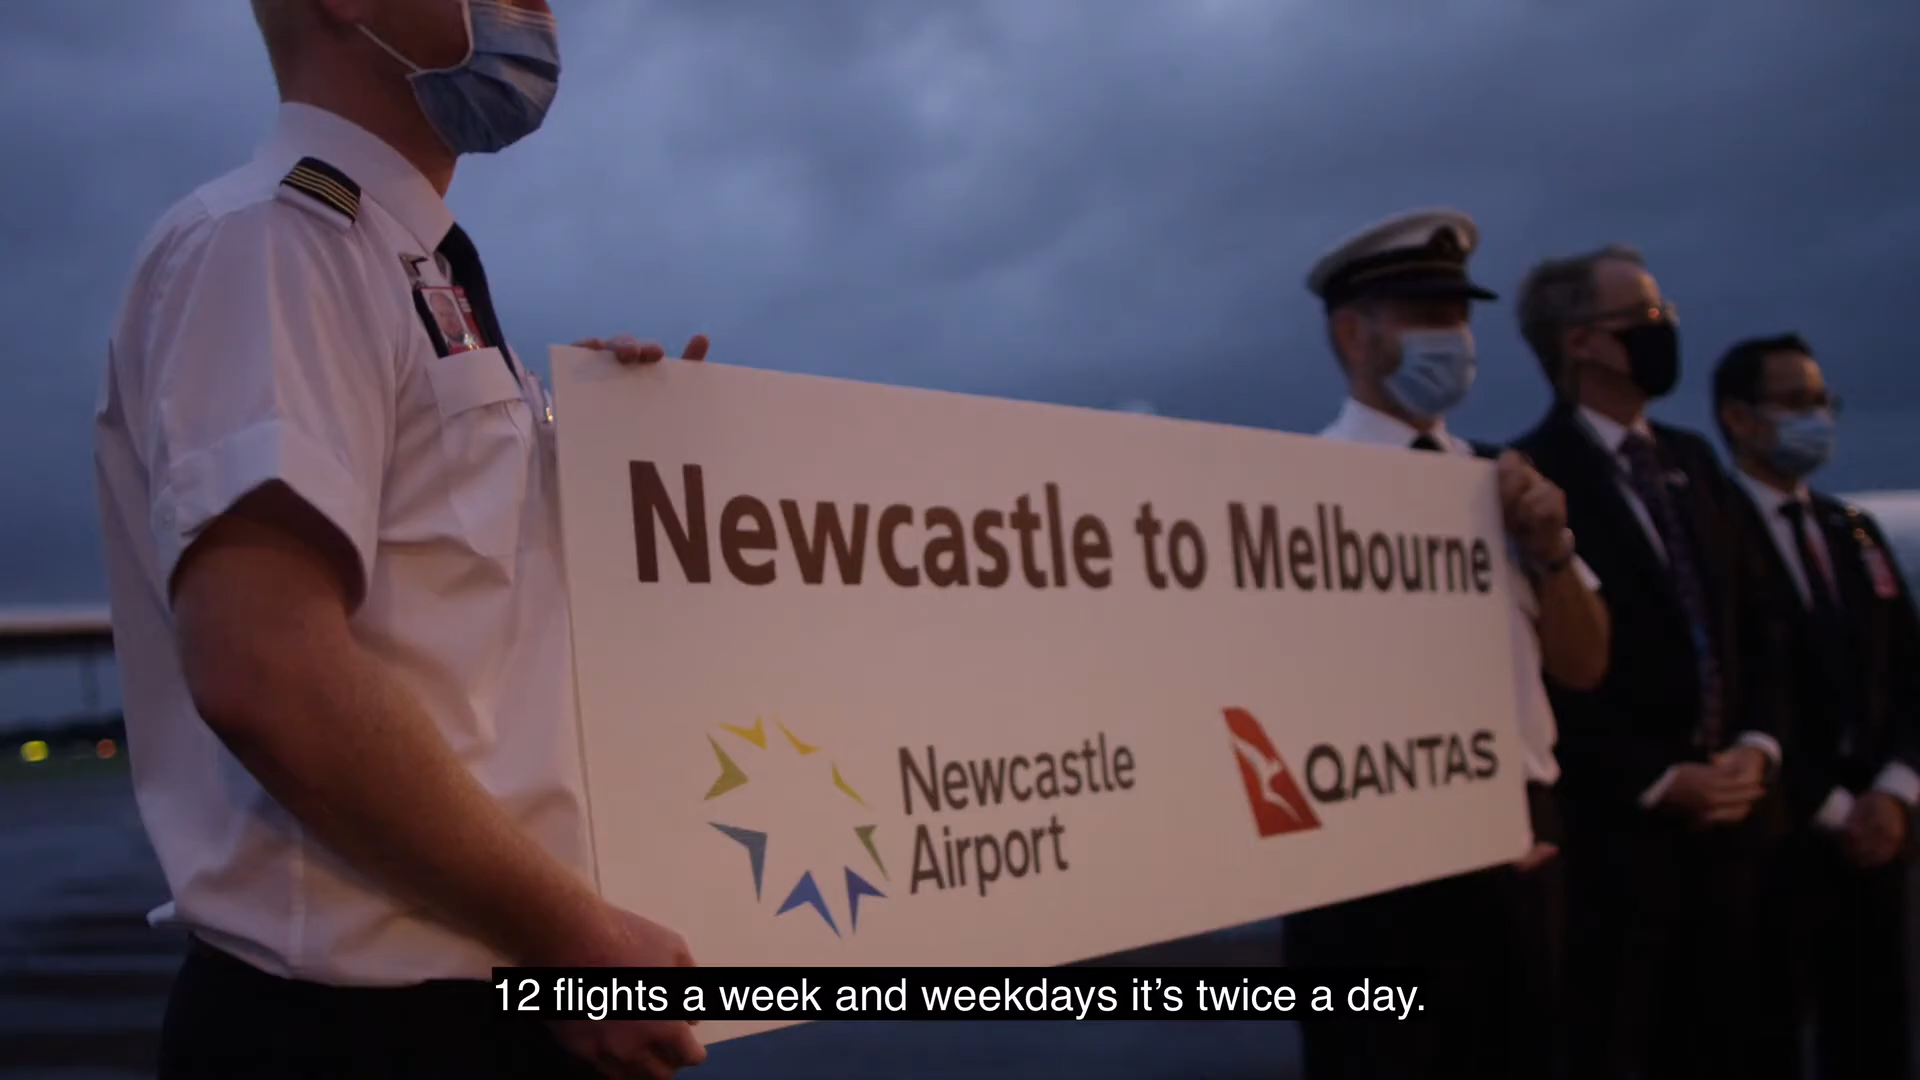 Newcastle to Melbourne
Newcastle
Airport
QANTAS
12 flights a week and weekdays it's twice a day.